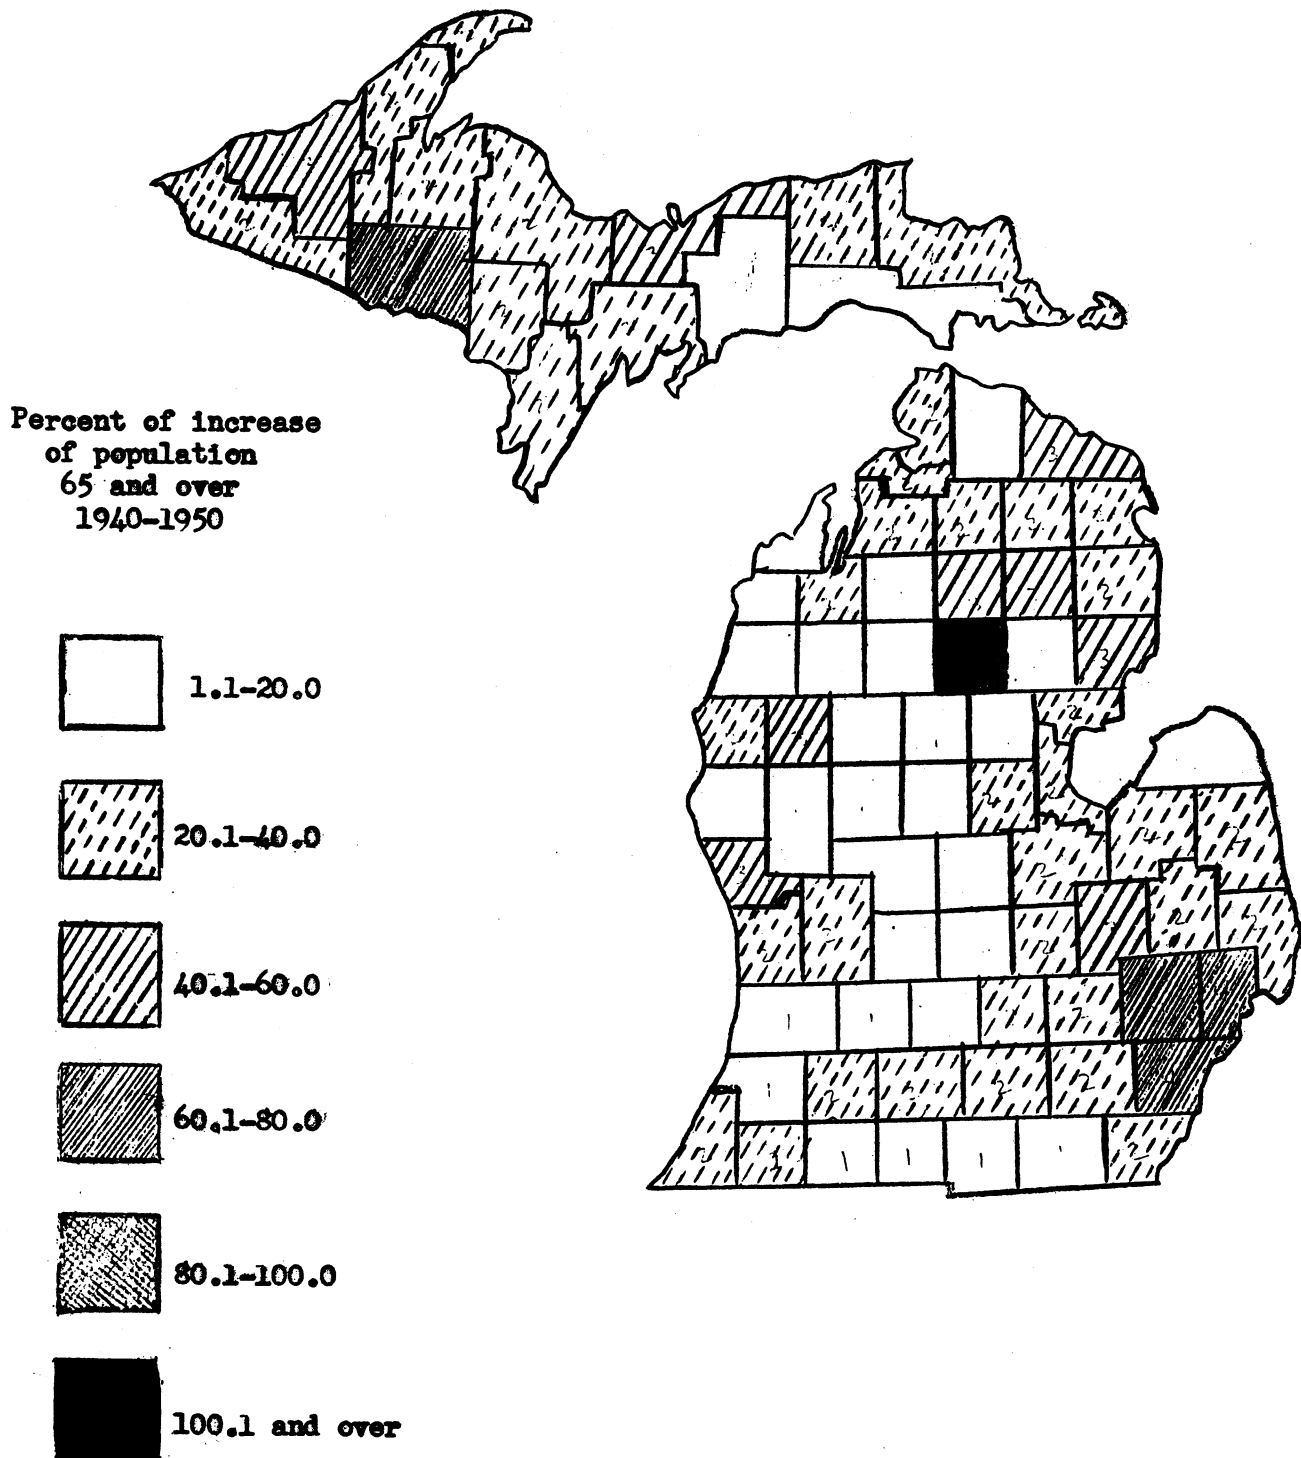 Percent of increase
of population
65 and over
1940-1950
1.1-20.0
20.1-40.0
40.1-60.0
60.1-80.0
80.1-100.0
100.1 and over